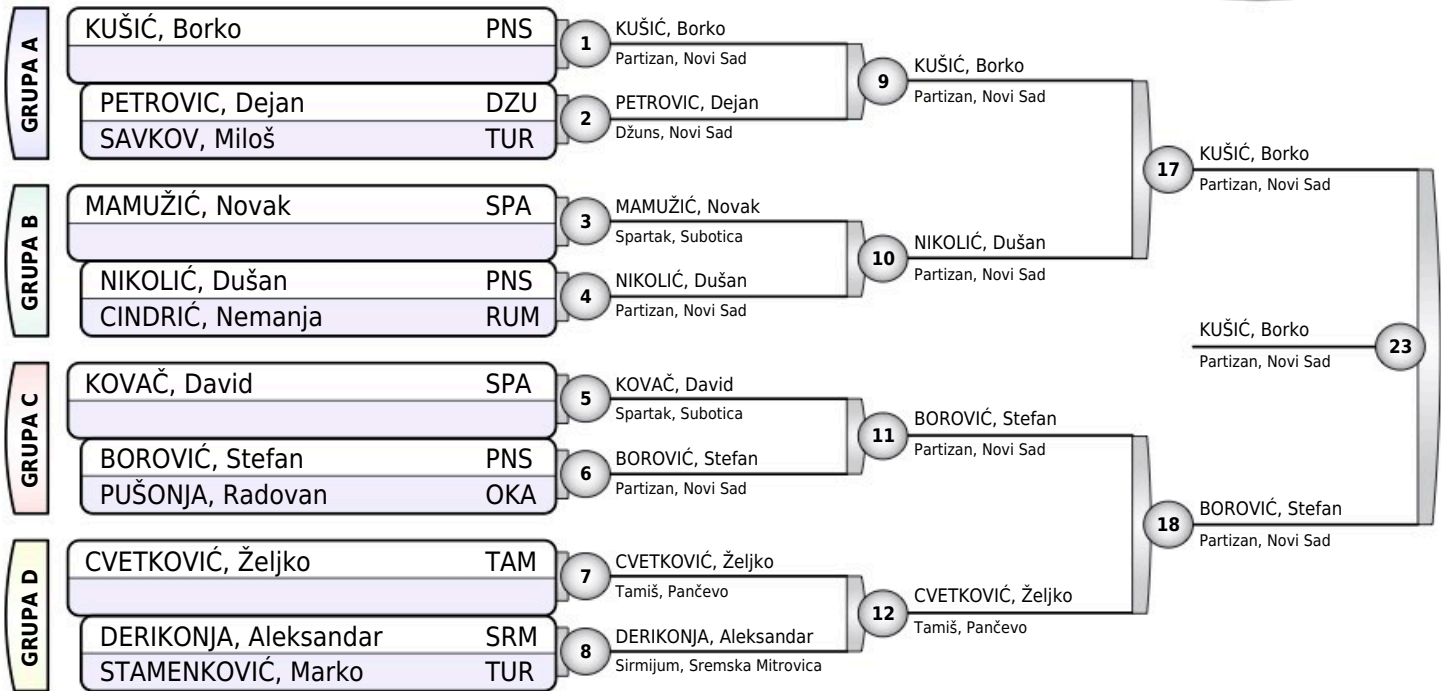 GRUPA A
KUŠIĆ, Borko PNS
PETROVIC, Dejan DZU
SAVKOV, Miloš TUR
GRUPA B
MAMUŽIĆ, Novak SPA
NIKOLIĆ, Dušan PNS
CINDRIĆ, Nemanja RUM
GRUPA C
KOVAČ, David SPA
BOROVIĆ, Stefan PNS
PUŠONJA, Radovan OKA
GRUPA D
CVETKOVIĆ, Željko TAM
DERIKONJA, Aleksandar SRM
STAMENKOVIĆ, Marko TUR
1
KUŠIĆ, Borko
Partizan, Novi Sad
2
PETROVIC, Dejan
Džuns, Novi Sad
3
MAMUŽIĆ, Novak
Spartak, Subotica
4
NIKOLIĆ, Dušan
Partizan, Novi Sad
5
KOVAČ, David
Spartak, Subotica
6
BOROVIĆ, Stefan
Partizan, Novi Sad
7
CVETKOVIĆ, Željko
Tamiš, Pančevo
8
DERIKONJA, Aleksandar
Sirmijum, Sremska Mitrovica
9
KUŠIĆ, Borko
Partizan, Novi Sad
10
NIKOLIĆ, Dušan
Partizan, Novi Sad
11
BOROVIĆ, Stefan
Partizan, Novi Sad
12
CVETKOVIĆ, Željko
Tamiš, Pančevo
17
KUŠIĆ, Borko
Partizan, Novi Sad
18
BOROVIĆ, Stefan
Partizan, Novi Sad
KUŠIĆ, Borko
Partizan, Novi Sad
23